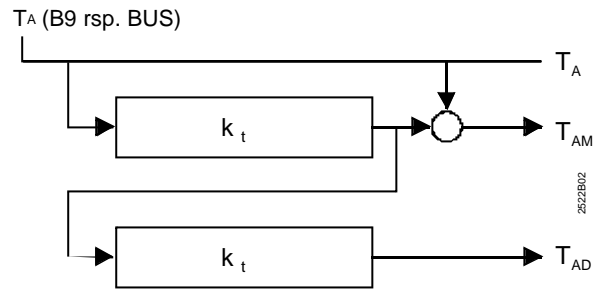 TA (B9 rsp. BUS)
TA
kt
TAM
2522B02
kt
TAD